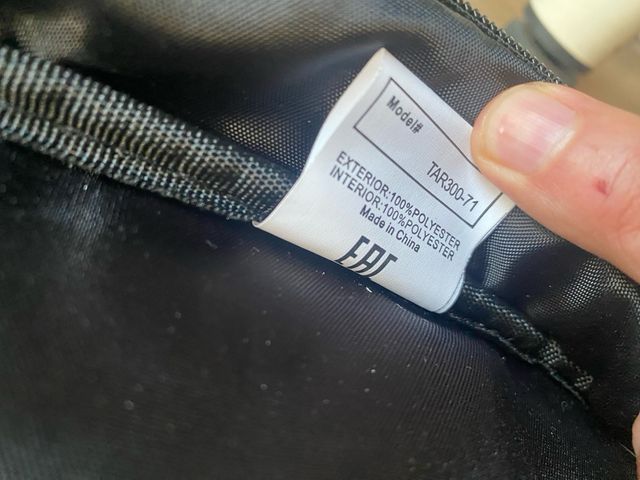 Model#
TAR300-71
EXTERIOR:100%POLYESTER
INTERIOR:100%POLYESTER
Made in China
EAC